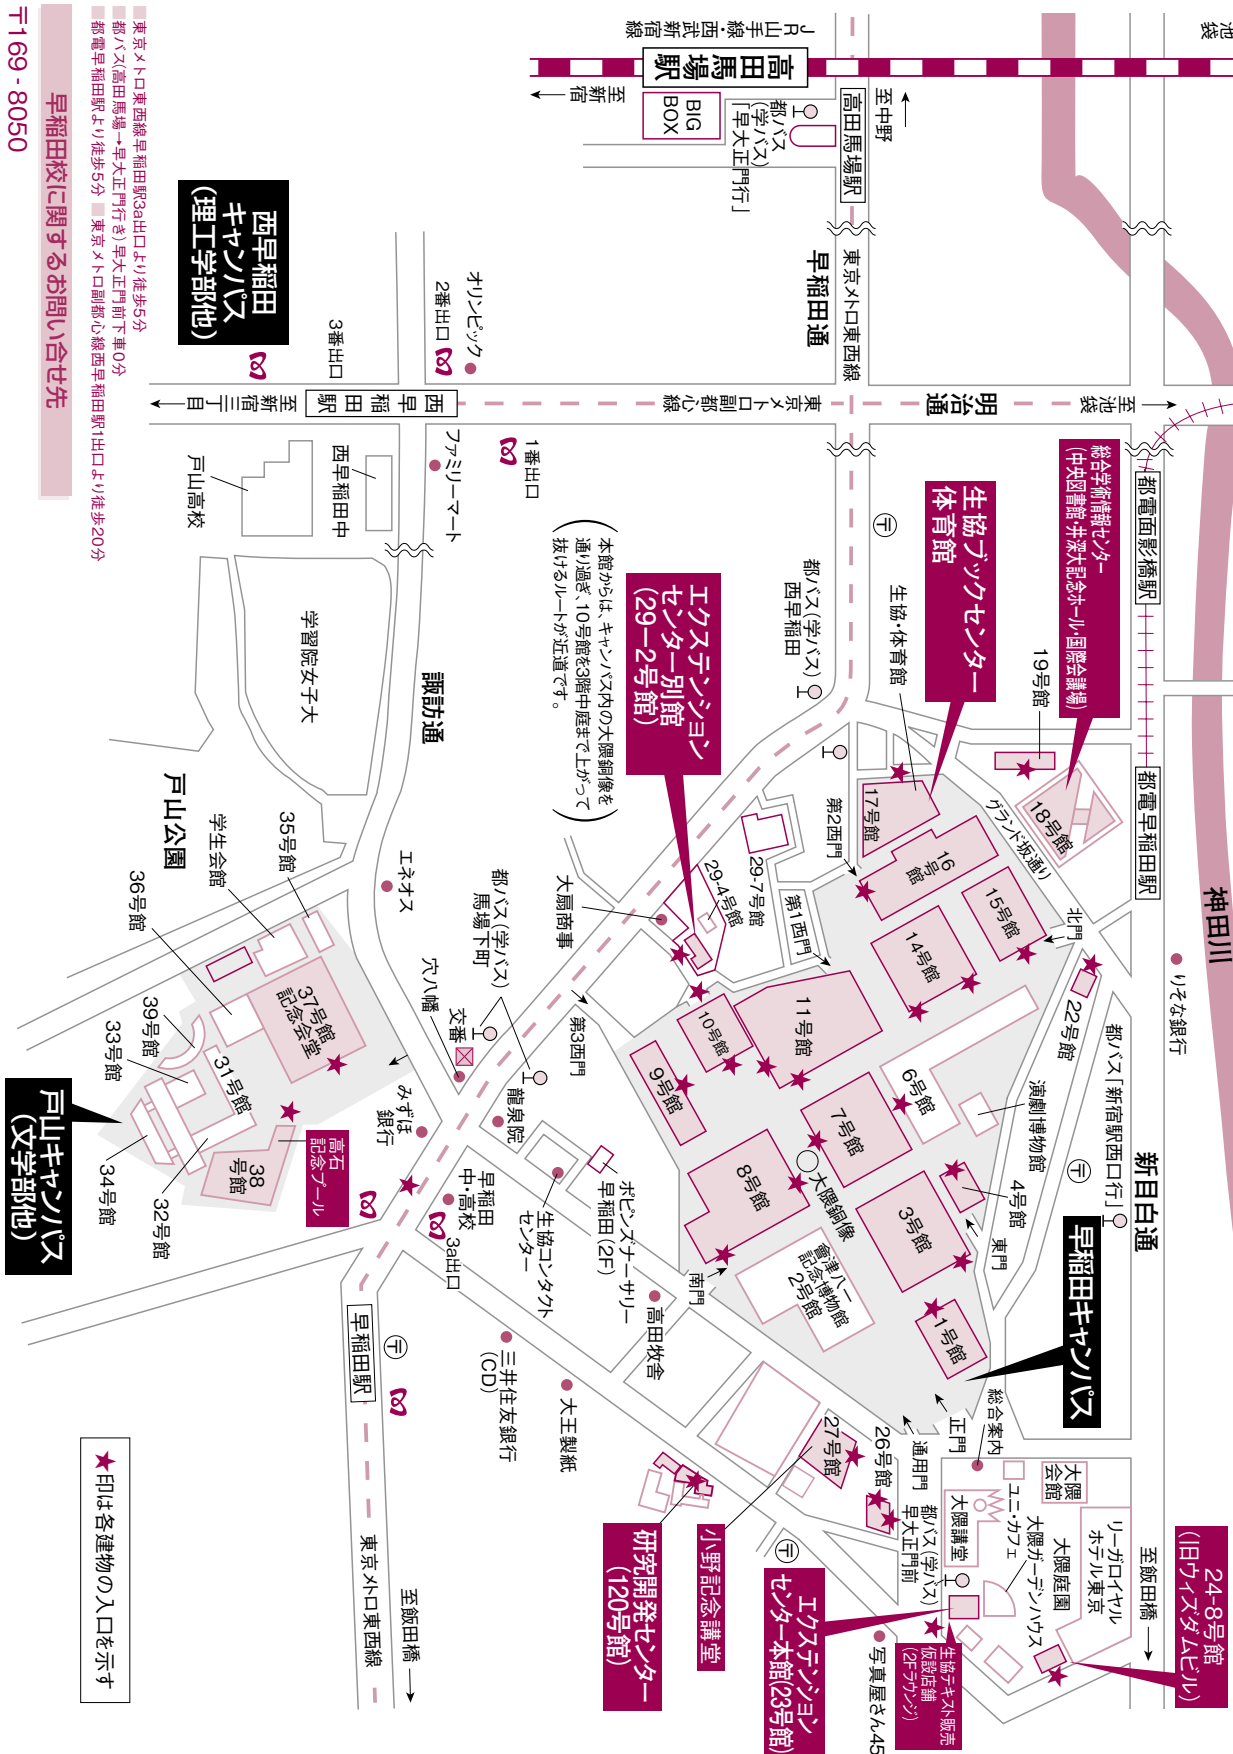 池袋
JR山手線・西武新宿線
高田馬場駅
至新宿
BIG
BOX
都バス
(学バス)
「早大正門行」
至中野
高田馬場駅
東京メトロ東西線
早稲田通
東京メトロ東西線早稲田駅3a出口より徒歩5分
都バス(高田馬場→早大正門行き)早大正門前下車0分
都電早稲田駅より徒歩5分
東京メトロ副都心線西早稲田駅1出口より徒歩20分
早稲田校に関するお問い合せ先
〒169-8050
西早稲田
キャンパス
(理工学部他)
3番出口
2番出口
オリンピック
至新宿三丁目
西早稲田駅
東京メトロ副都心線
明治通
至池袋
1番出口
ファミリーマート
西早稲田中
戸山高校
学習院女子大
諏訪通
戸山公園
都電面影橋駅
都電早稲田駅
神田川
総合学術情報センター
(中央図書館・井深大記念ホール・国際会議場)
19号館
18号館
グランド坂通り
生協ブックセンター
体育館
生協・体育館
〒
都バス(学バス)
西早稲田
エクステンション
センター別館
(29−2号館)
本館からは、キャンパス内の大隈銅像を
通り過ぎ、10号館を3階中庭まで上がって
抜けるルートが近道です。
17号館
第2西門
16号館
15号館
14号館
北門
22号館
りそな銀行
29-7号館
29-4号館
第1西門
大扇商事
11号館
10号館
9号館
第3西門
6号館
7号館
8号館
大隈銅像
演劇博物館
都バス「新宿駅西口行」
〒
新目白通
4号館
東門
3号館
會津八一
記念博物館
2号館
南門
1号館
早稲田キャンパス
正門
通用門
総合案内
エネオス
都バス(学バス)
馬場下町
穴八幡
交番
龍泉院
みずほ
銀行
早稲田
中・高校
生協コンタクト
センター
ポピンズナーサリー
早稲田(2F)
高田牧舎
3a出口
三井住友銀行
(CD)
大王製紙
35号館
学生会館
36号館
37号館
記念会堂
39号館
33号館
31号館
34号館
32号館
38
号館
高石
記念プール
戸山キャンパス
(文学部他)
早稲田駅
〒
東京メトロ東西線
至飯田橋
★印は各建物の入口を示す
27号館
26号館
小野記念講堂
研究開発センター
(120号館)
〒
エクステンション
センター本館(23号館)
都バス(学バス)
早大正門前
大隈講堂
ユニ・カフェ
大隈
会館
大隈ガーデンハウス
大隈庭園
リーガロイヤル
ホテル東京
至飯田橋
24-8号館
(旧ウィズダムビル)
生協テキスト販売
仮設店舗
(2Fラウンジ)
写真屋さん45